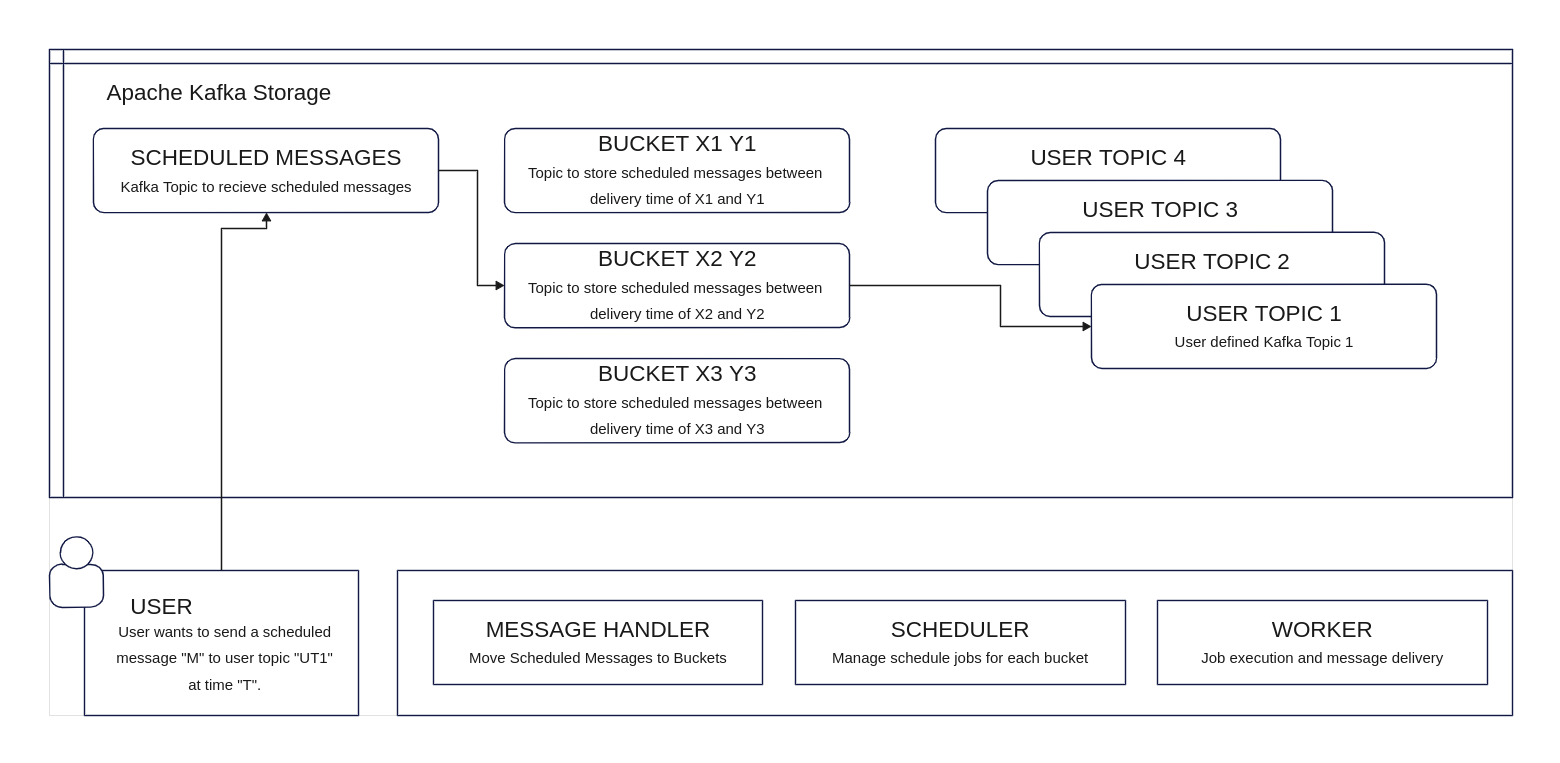 Apache Kafka Storage
SCHEDULED MESSAGES
Kafka Topic to recieve scheduled messages
BUCKET X1 Y1
Topic to store scheduled messages between
delivery time of X1 and Y1
BUCKET X2 Y2
Topic to store scheduled messages between
delivery time of X2 and Y2
BUCKET X3 Y3
Topic to store scheduled messages between
delivery time of X3 and Y3
USER TOPIC 4
USER TOPIC 3
USER TOPIC 2
USER TOPIC 1
User defined Kafka Topic 1
USER
User wants to send a scheduled
message "M" to user topic "UT1"
at time "T".
MESSAGE HANDLER
Move Scheduled Messages to Buckets
SCHEDULER
Manage schedule jobs for each bucket
WORKER
Job execution and message delivery